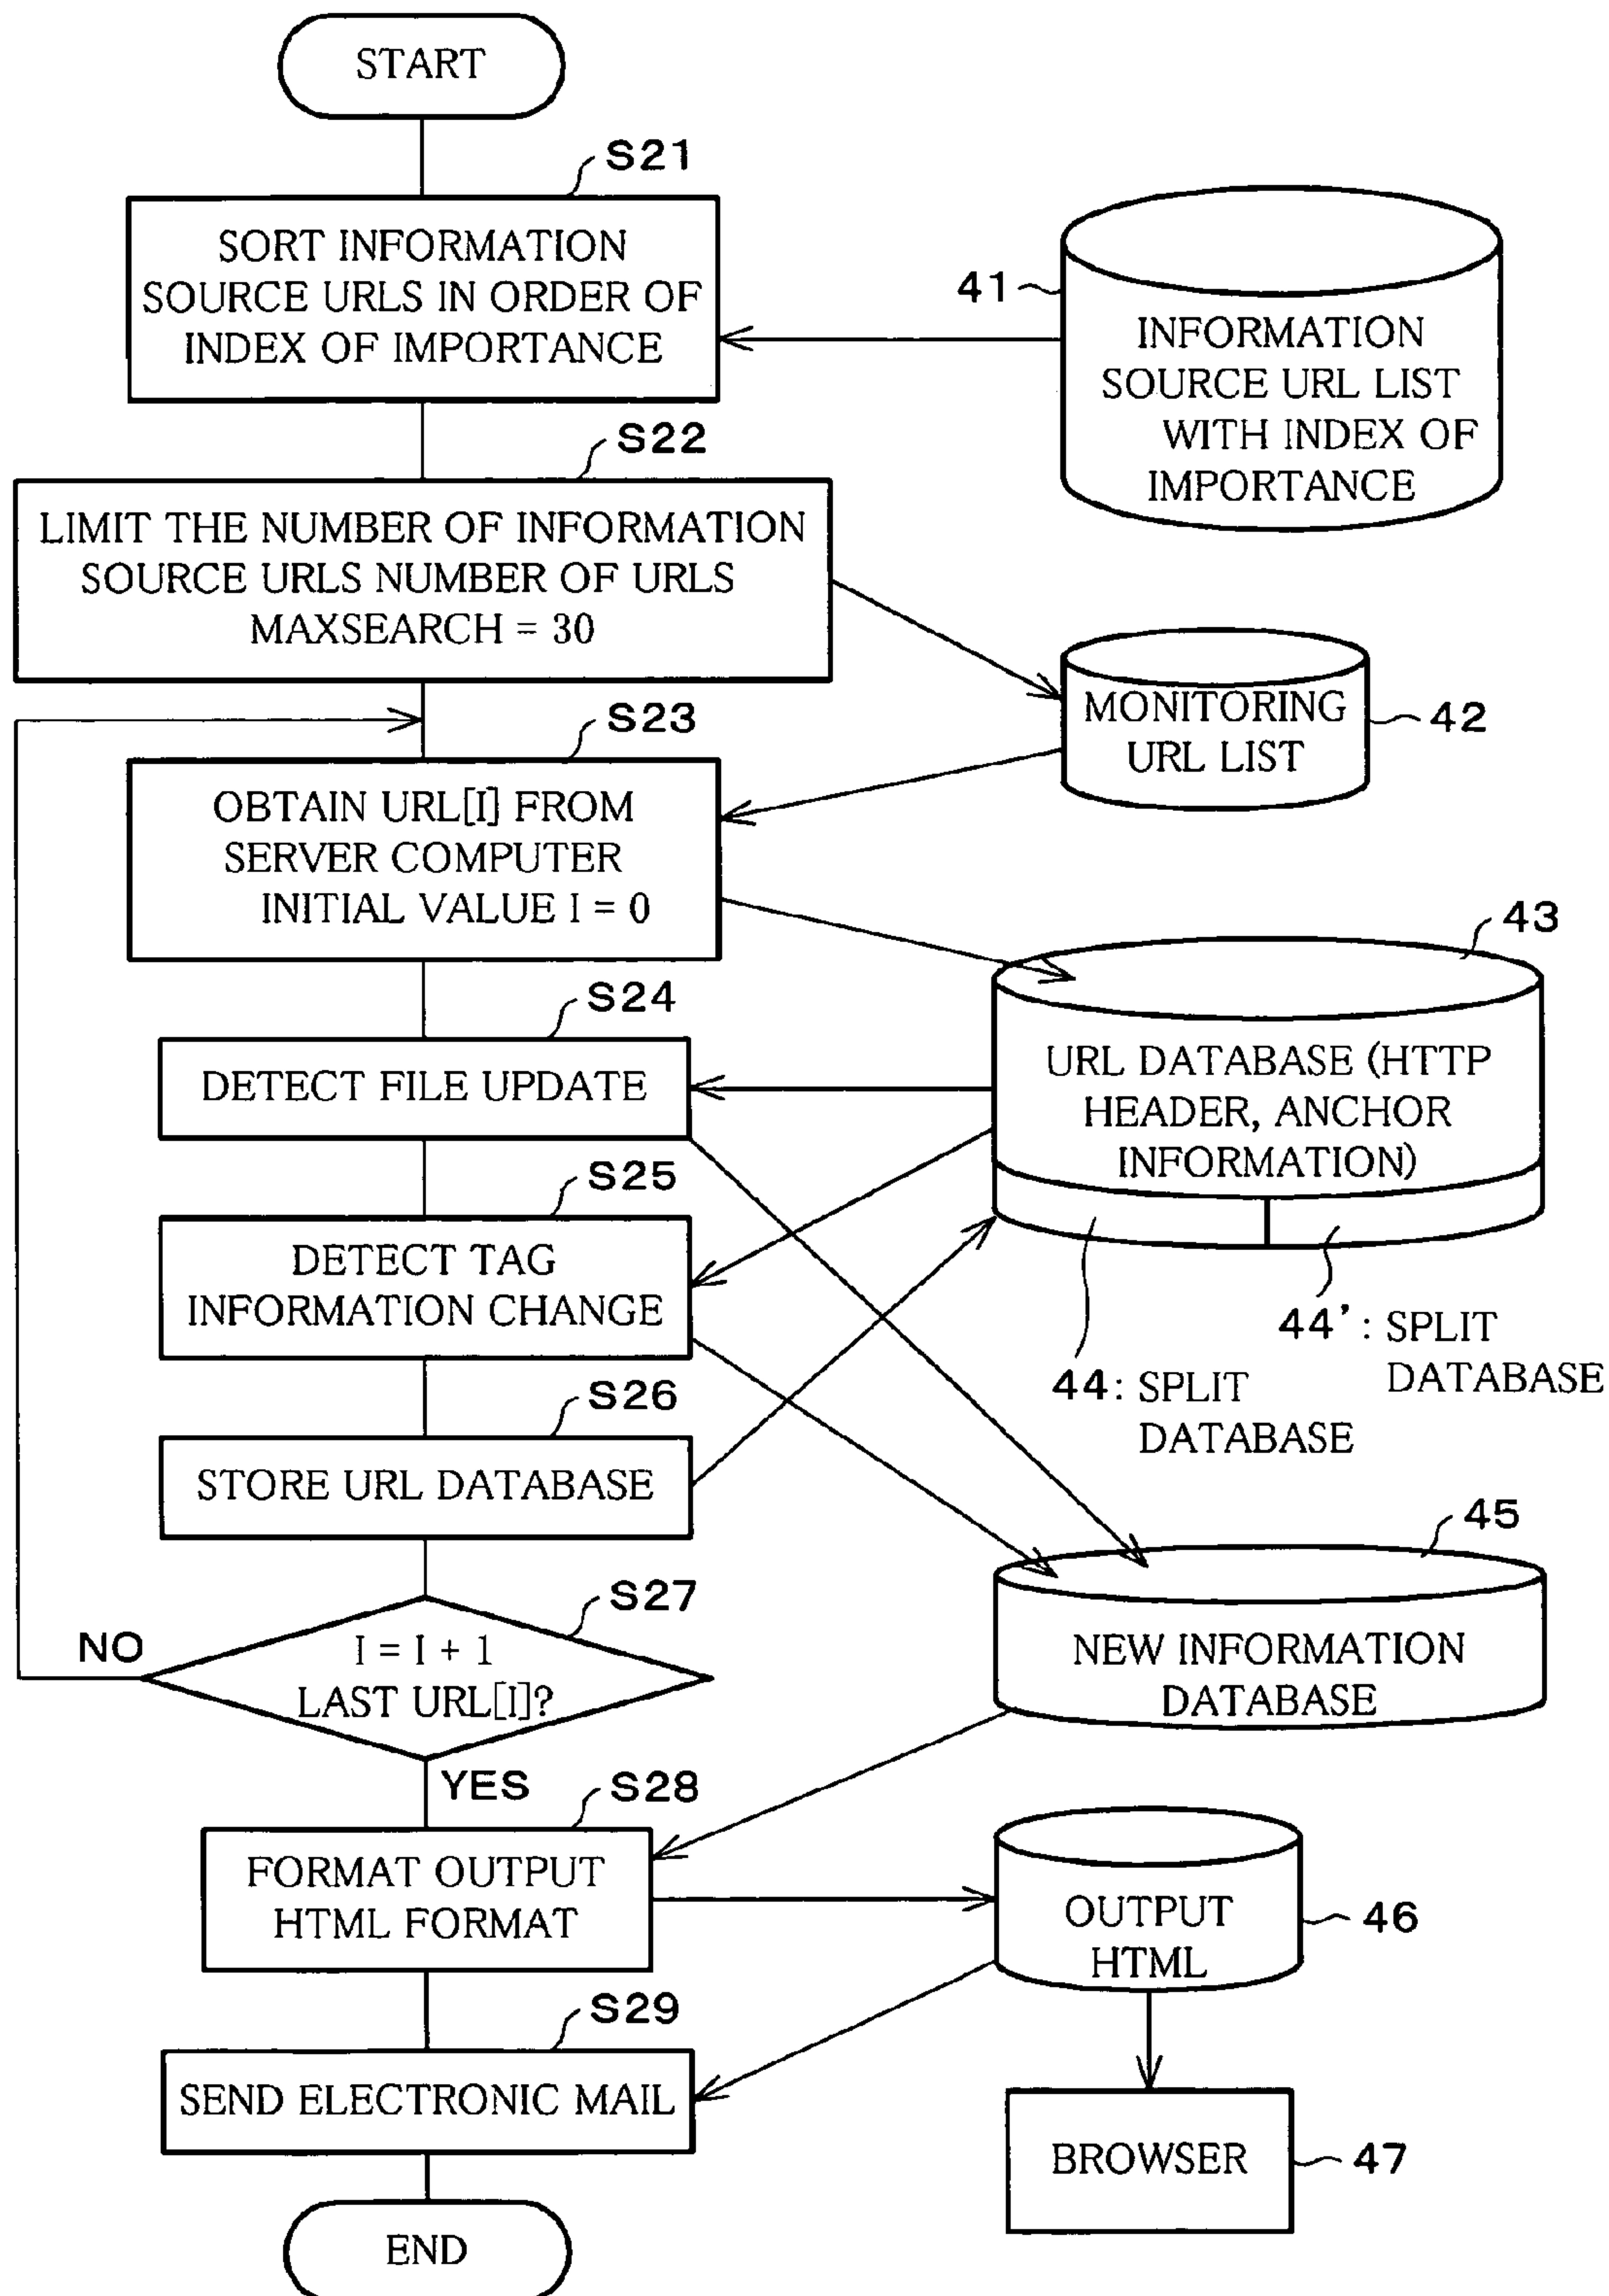 START
S21
SORT INFORMATION
SOURCE URLS IN ORDER OF
INDEX OF IMPORTANCE
41
INFORMATION
SOURCE URL LIST
WITH INDEX OF
IMPORTANCE
S22
LIMIT THE NUMBER OF INFORMATION
SOURCE URLS NUMBER OF URLS
MAXSEARCH = 30
MONITORING
URL LIST
42
S23
OBTAIN URL[I] FROM
SERVER COMPUTER
INITIAL VALUE I = 0
43
URL DATABASE (HTTP
HEADER, ANCHOR
INFORMATION)
44: SPLIT
DATABASE
44': SPLIT
DATABASE
S24
DETECT FILE UPDATE
S25
DETECT TAG
INFORMATION CHANGE
S26
STORE URL DATABASE
45
NEW INFORMATION
DATABASE
S27
I = I + 1
LAST URL[I]?
NO
YES
S28
FORMAT OUTPUT
HTML FORMAT
OUTPUT
HTML
46
S29
SEND ELECTRONIC MAIL
BROWSER
47
END